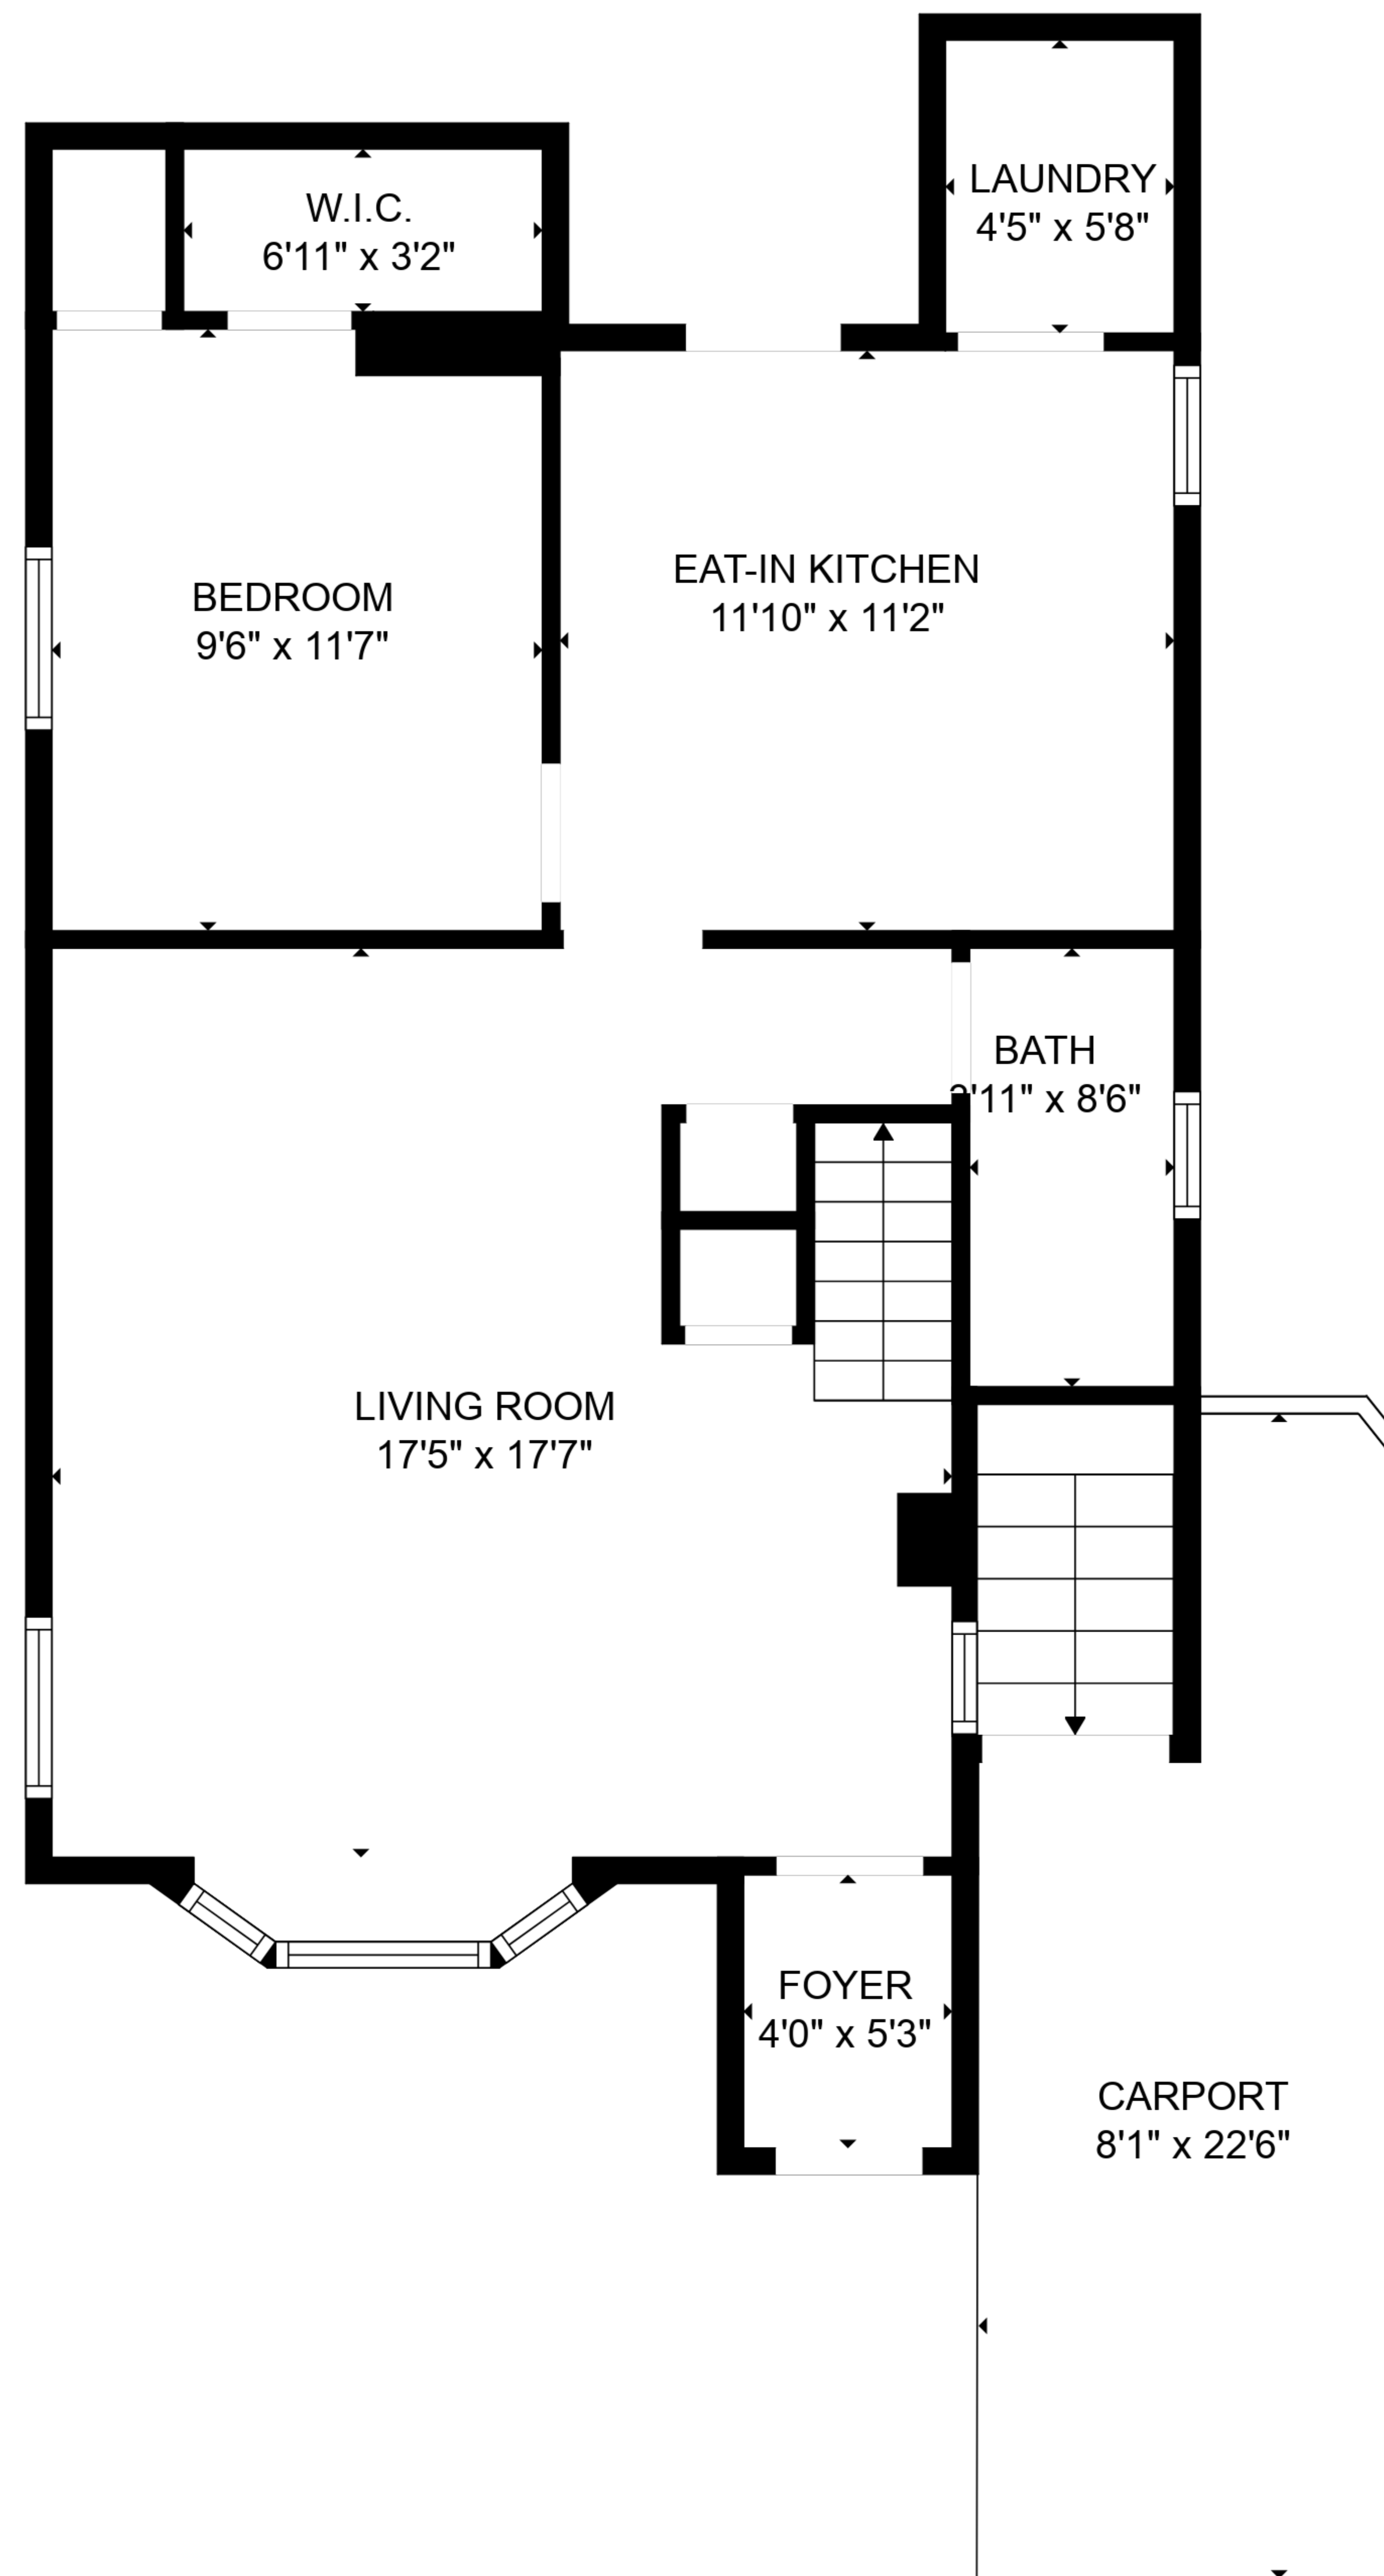 LAUNDRY
4'5" x 5'8"
W.I.C.
6'11" x 3'2"
EAT-IN KITCHEN
11'10" x 11'2"
BEDROOM
9'6" x 11'7"
BATH
3'11" x 8'6"
LIVING ROOM
17'5" x 17'7"
FOYER
4'0" x 5'3"
CARPORT
8'1" x 22'6"